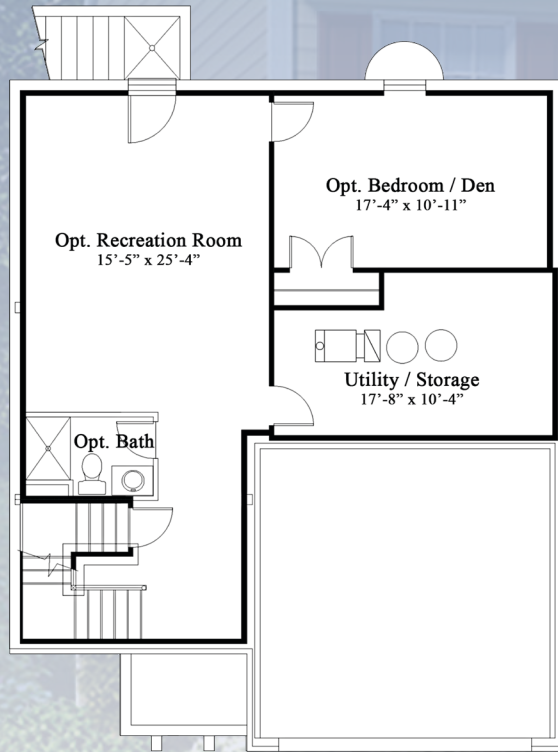 Opt. Bedroom / Den
17’-4” x 10’-11”
Opt. Recreation Room
15’-5” x 25’-4”
Utility / Storage
17’-8” x 10’-4”
Opt. Bath